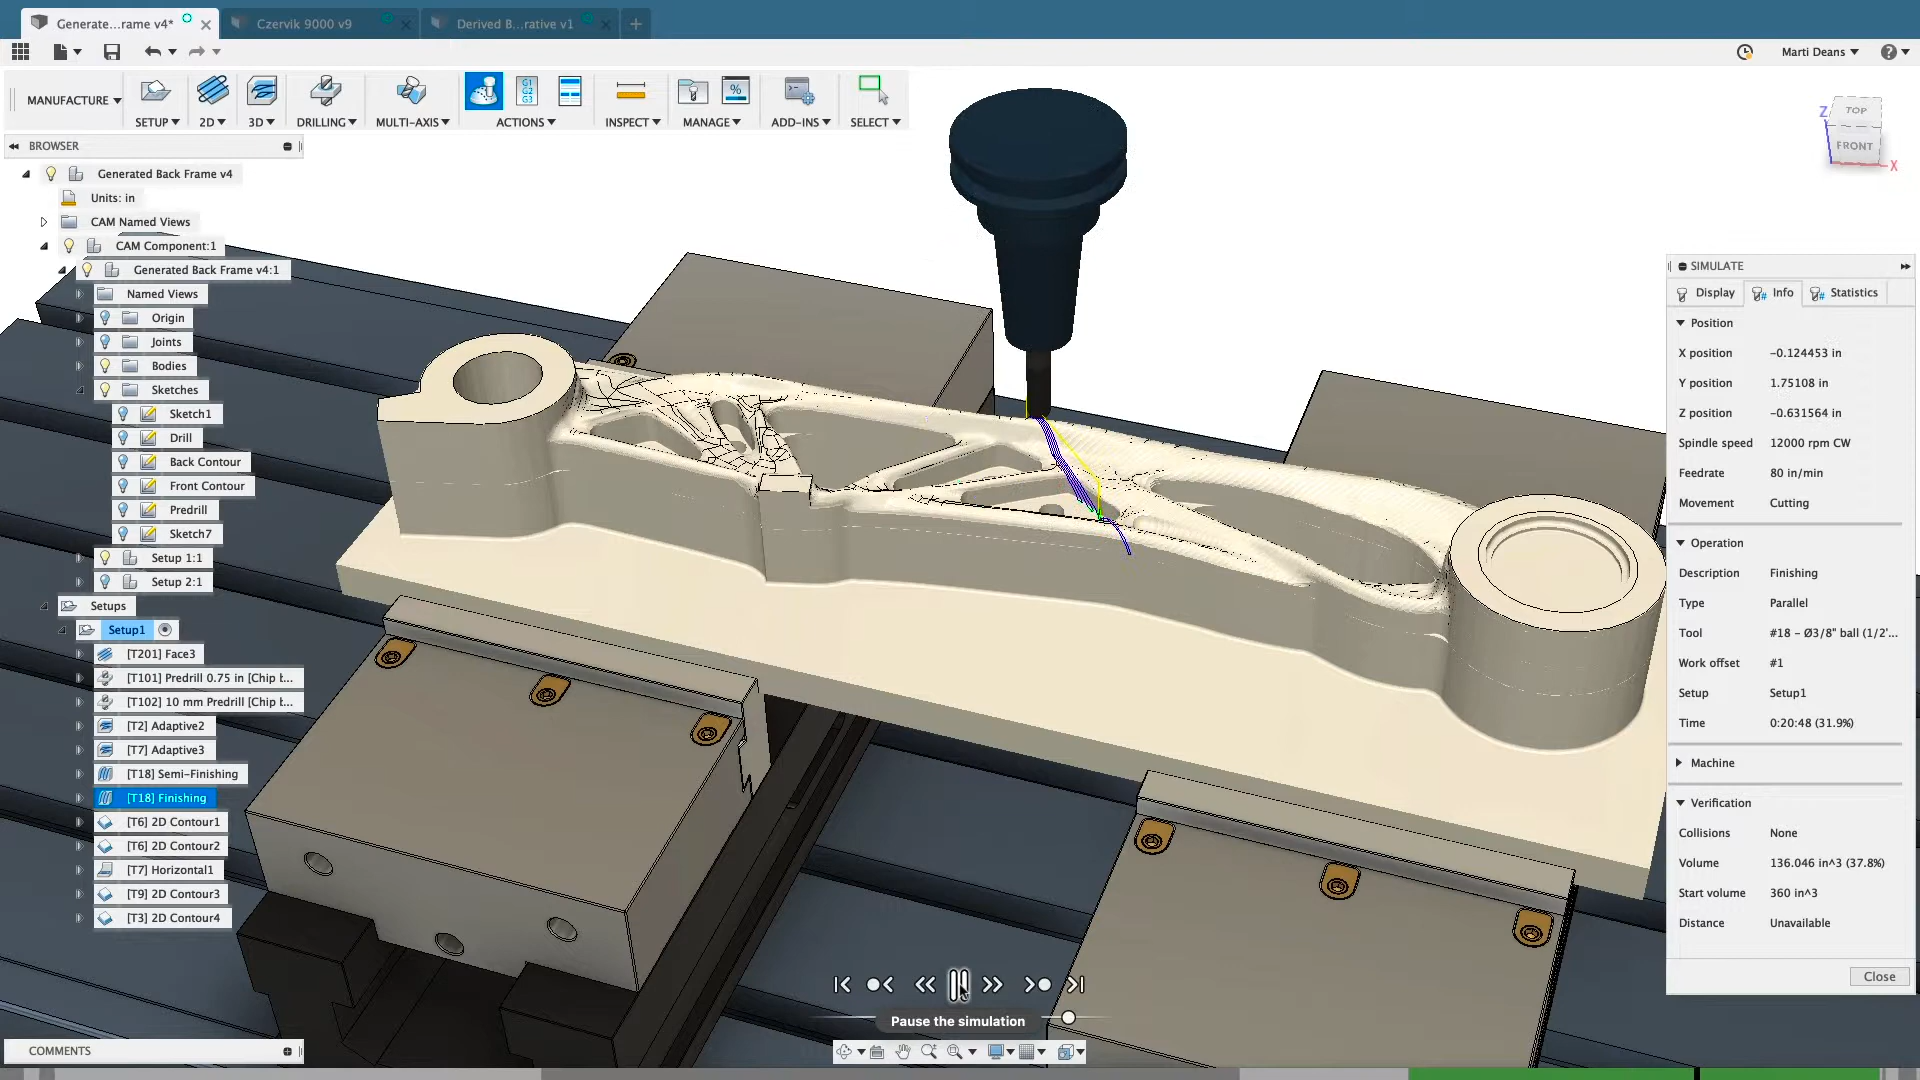 Generate...rame v4*
Czervik 9000 v9
Derived B...rative v1
Marti Deans
MANUFACTURE
SETUP
2D
3D
DRILLING
MULTI-AXIS
G1
G2
G3
ACTIONS
INSPECT
%
MANAGE
ADD-INS
SELECT
TOP
FRONT
Z
X
BROWSER
Generated Back Frame v4
Units: in
CAM Named Views
CAM Component:1
Generated Back Frame v4:1
Named Views
Origin
Joints
Bodies
Sketches
Sketch1
Drill
Back Contour
Front Contour
Predrill
Sketch7
Setup 1:1
Setup 2:1
Setups
Setup1
[T201] Face3
[T101] Predrill 0.75 in [Chip t...
[T102] 10 mm Predrill [Chip t...
[T2] Adaptive2
[T7] Adaptive3
[T18] Semi-Finishing
[T18] Finishing
[T6] 2D Contour1
[T6] 2D Contour2
[T7] Horizontal1
[T9] 2D Contour3
[T3] 2D Contour4
COMMENTS
Pause the simulation
SIMULATE
Display
Info
Statistics
Position
X position -0.124453 in
Y position 1.75108 in
Z position -0.631564 in
Spindle speed 12000 rpm CW
Feedrate 80 in/min
Movement Cutting
Operation
Description Finishing
Type Parallel
Tool #18 - Ø3/8" ball (1/2'...
Work offset #1
Setup Setup1
Time 0:20:48 (31.9%)
Machine
Verification
Collisions None
Volume 136.046 in^3 (37.8%)
Start volume 360 in^3
Distance Unavailable
Close